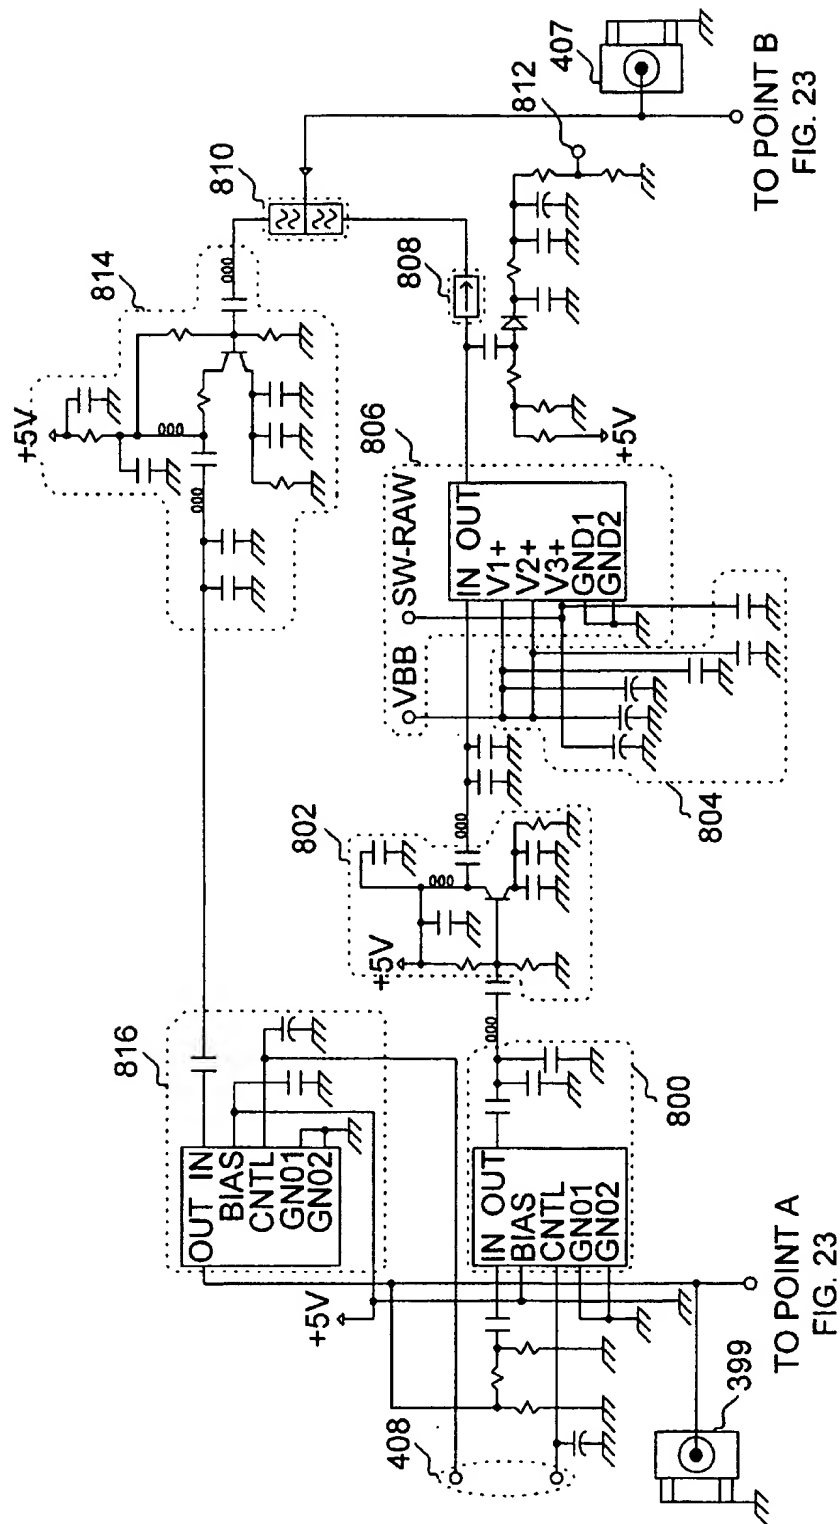 816
OUT IN
BIAS
CNTL
GN01
GN02
+5V
408
399
TO POINT A
FIG. 23
IN OUT
BIAS
CNTL
GN01
GN02
800
802
+5V
814
+5V
VBB
SW-RAW
806
IN OUT
V1+
V2+
V3+
GND1
GND2
804
808
810
+5V
812
407
TO POINT B
FIG. 23